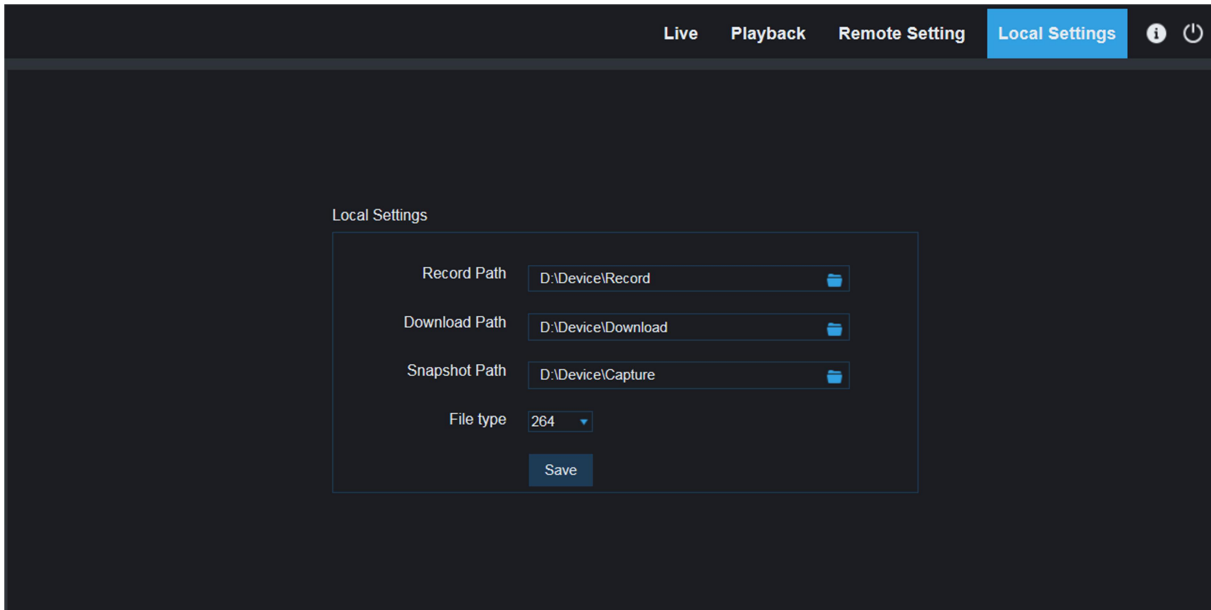 Live Playback Remote Setting Local Settings
Local Settings
Record Path D:\Device\Record
Download Path D:\Device\Download
Snapshot Path D:\Device\Capture
File type 264
Save